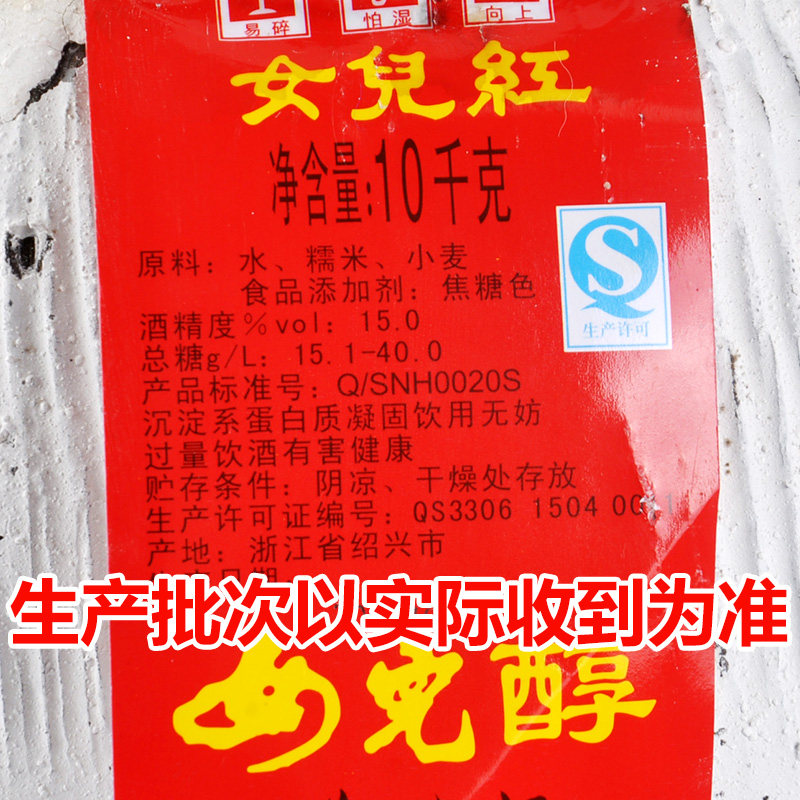 易碎 怕湿 向上
女兒紅
净含量:10千克
原料：水、糯米、小麦
食品添加剂：焦糖色
生产许可
酒精度%vol：15.0
总糖g/L：15.1-40.0
产品标准号：Q/SNH0020S
沉淀系蛋白质凝固饮用无妨
过量饮酒有害健康
贮存条件：阴凉、干燥处存放
生产许可证编号：QS3306 1504 00
产地：浙江省绍兴市
生产批次以实际收到为准
女兒醇